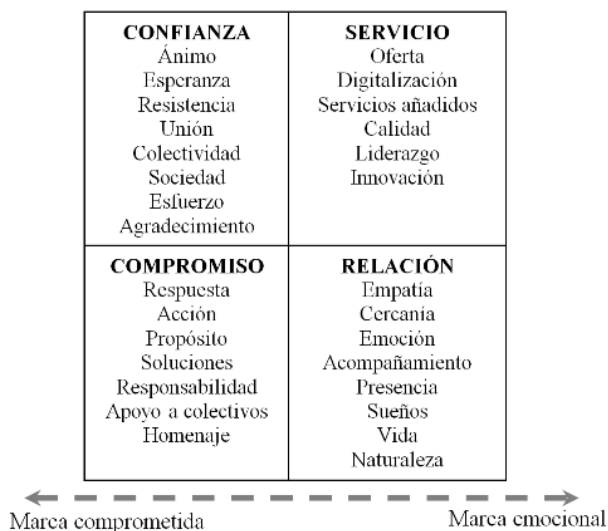 CONFIANZA
Ánimo
Esperanza
Resistencia
Unión
Colectividad
Sociedad
Esfuerzo
Agradecimiento
SERVICIO
Oferta
Digitalización
Servicios añadidos
Calidad
Liderazgo
Innovación
COMPROMISO
Respuesta
Acción
Propósito
Soluciones
Responsabilidad
Apoyo a colectivos
Homenaje
RELACIÓN
Empatía
Cercanía
Emoción
Acompañamiento
Presencia
Sueños
Vida
Naturaleza
Marca comprometida
Marca emocional